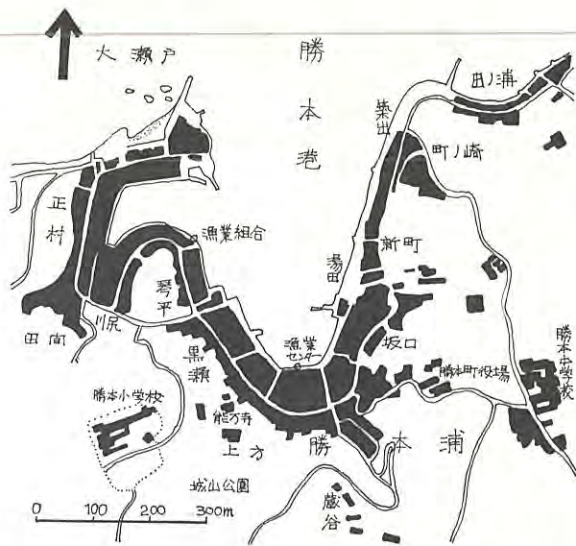 大瀬戸
勝本港
田ノ浦
築出
町ノ崎
正村
漁業組合
新町
湯田
琴平
川尻
田向
漁業
センター
坂口
黒瀬
勝本町役場
勝本中学校
勝本小学校
能万寺
上方
勝本浦
城山公園
蔵谷
0 100 200 300m